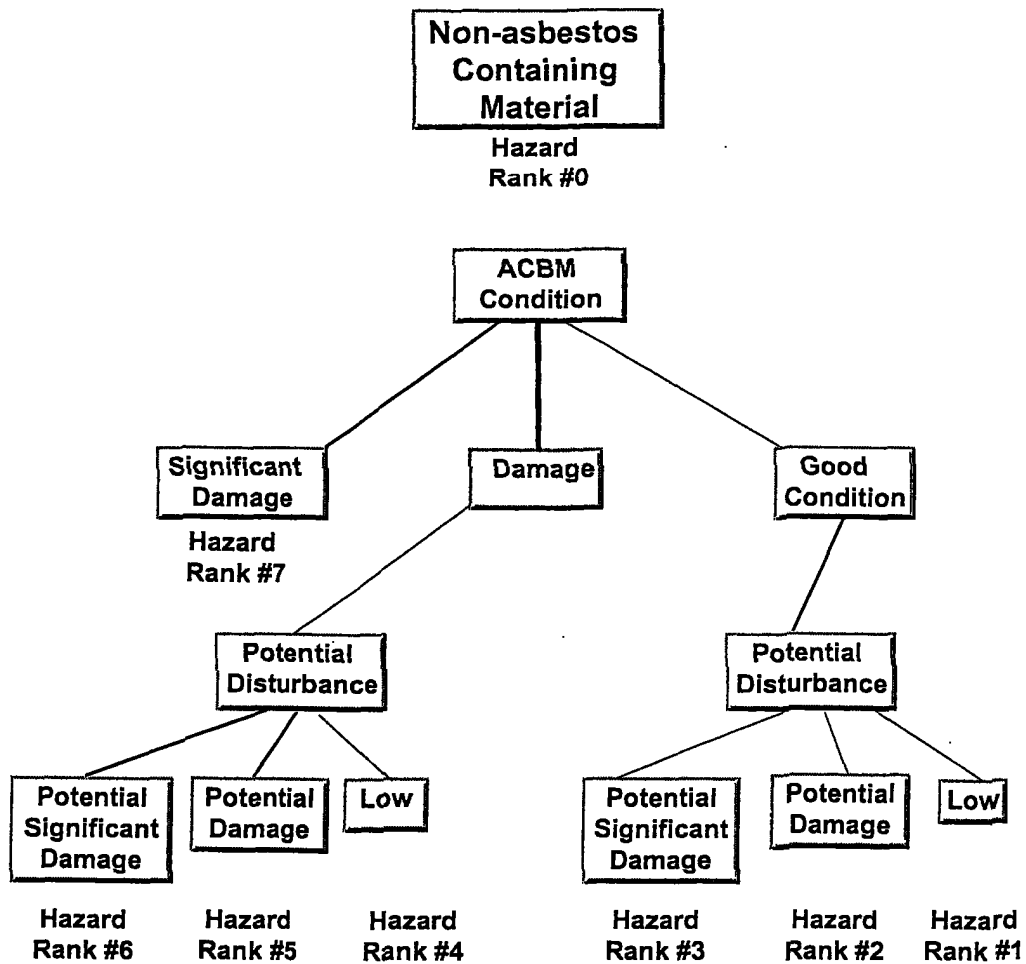 Non-asbestos
Containing
Material
Hazard
Rank #0
ACBM
Condition
Significant
Damage
Hazard
Rank #7
Damage
Good
Condition
Potential
Disturbance
Potential
Disturbance
Potential
Significant
Damage
Potential
Damage
Low
Potential
Significant
Damage
Potential
Damage
Low
Hazard
Rank #6
Hazard
Rank #5
Hazard
Rank #4
Hazard
Rank #3
Hazard
Rank #2
Hazard
Rank #1